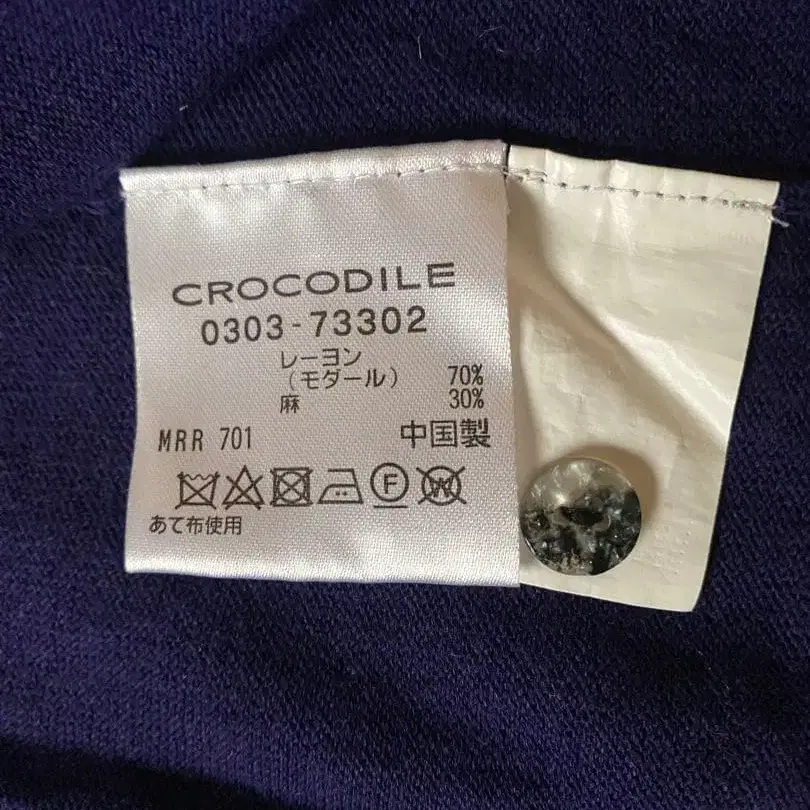 CROCODILE
0303-73302
レーヨン
(モダール) 70%
麻 30%
MRR 701 中国製
F W
あて布使用